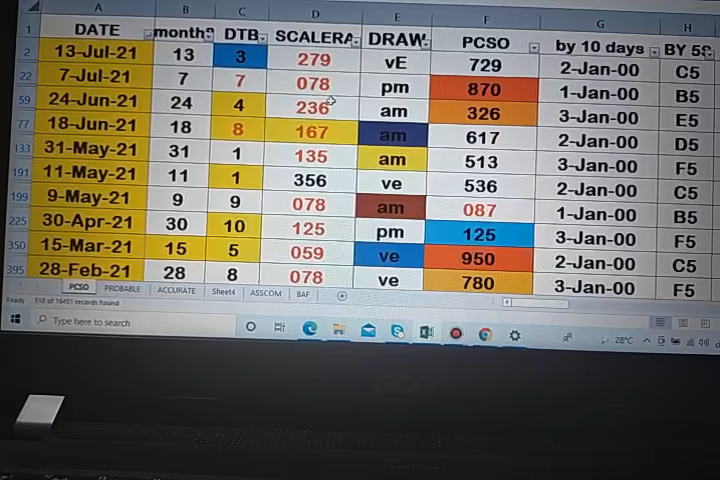 A B C D E F G H
1 DATE month? DTB SCALERA DRAW PCSO by 10 days BY 5S
2 13-Jul-21 13 3 279 vE 729 2-Jan-00 C5
22 7-Jul-21 7 7 078 pm 870 1-Jan-00 B5
59 24-Jun-21 24 4 236 am 326 3-Jan-00 E5
77 18-Jun-21 18 8 167 am 617 2-Jan-00 D5
133 31-May-21 31 1 135 am 513 3-Jan-00 F5
191 11-May-21 11 1 356 ve 536 2-Jan-00 C5
199 9-May-21 9 9 078 am 087 1-Jan-00 B5
225 30-Apr-21 30 10 125 pm 125 3-Jan-00 F5
350 15-Mar-21 15 5 059 ve 950 2-Jan-00 C5
395 28-Feb-21 28 8 078 ve 780 3-Jan-00 F5
PCSO PROBABLE ACCURATE Sheet4 ASSCOM BAF
Ready 518 of 16451 records found
Type here to search 28°C